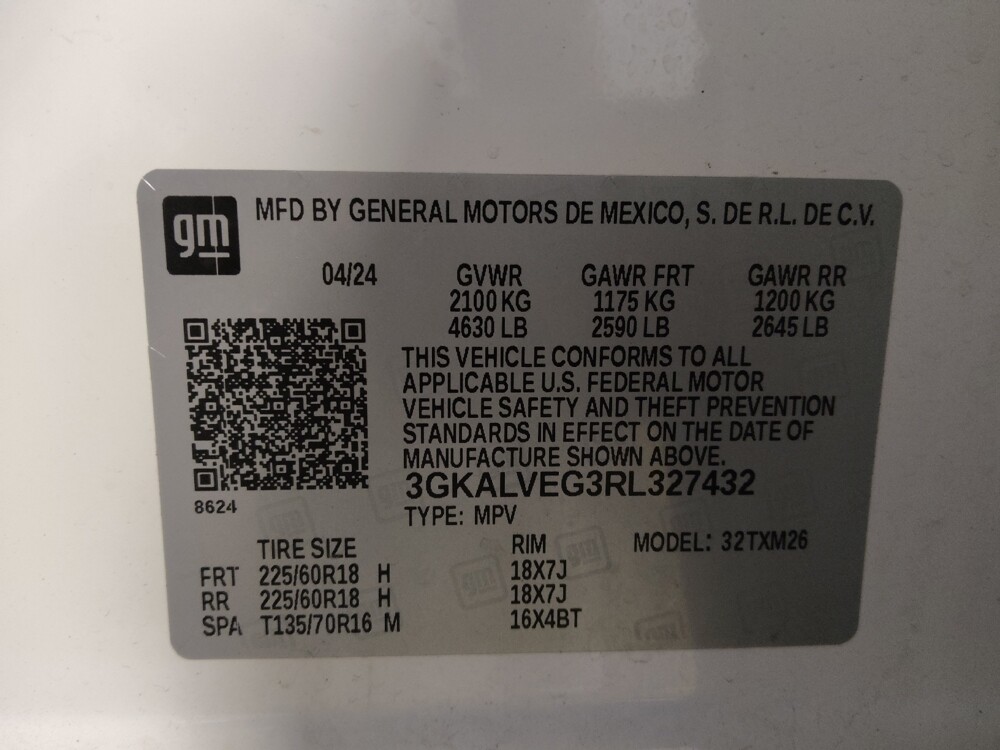 gm MFD BY GENERAL MOTORS DE MEXICO, S. DE R.L. DE C.V.
04/24 GVWR GAWR FRT GAWR RR
2100 KG 1175 KG 1200 KG
4630 LB 2590 LB 2645 LB
THIS VEHICLE CONFORMS TO ALL
APPLICABLE U.S. FEDERAL MOTOR
VEHICLE SAFETY AND THEFT PREVENTION
STANDARDS IN EFFECT ON THE DATE OF
MANUFACTURE SHOWN ABOVE.
3GKALVEG3RL327432
8624
TYPE: MPV
TIRE SIZE RIM MODEL: 32TXM26
FRT 225/60R18 H 18X7J
RR 225/60R18 H 18X7J
SPA T135/70R16 M 16X4BT